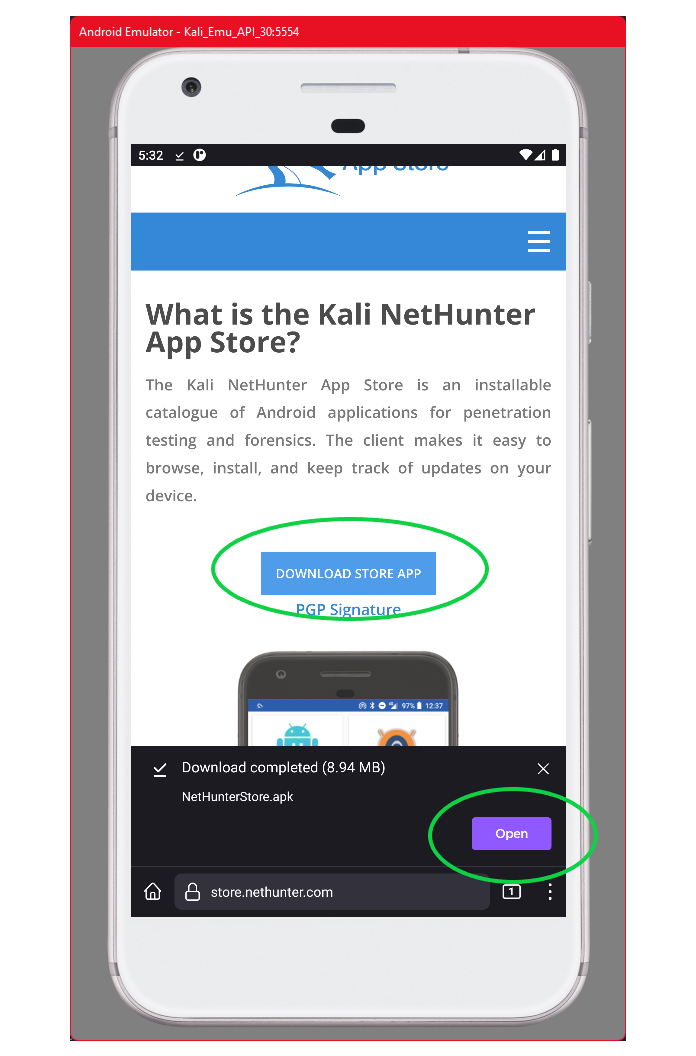 Android Emulator - Kali_Emu_API_30:5554
5:32
App Store
What is the Kali NetHunter
App Store?
The Kali NetHunter App Store is an installable
catalogue of Android applications for penetration
testing and forensics. The client makes it easy to
browse, install, and keep track of updates on your
device.
DOWNLOAD STORE APP
PGP Signature
97% 12:37
Download completed (8.94 MB)
NetHunterStore.apk
Open
store.nethunter.com
1